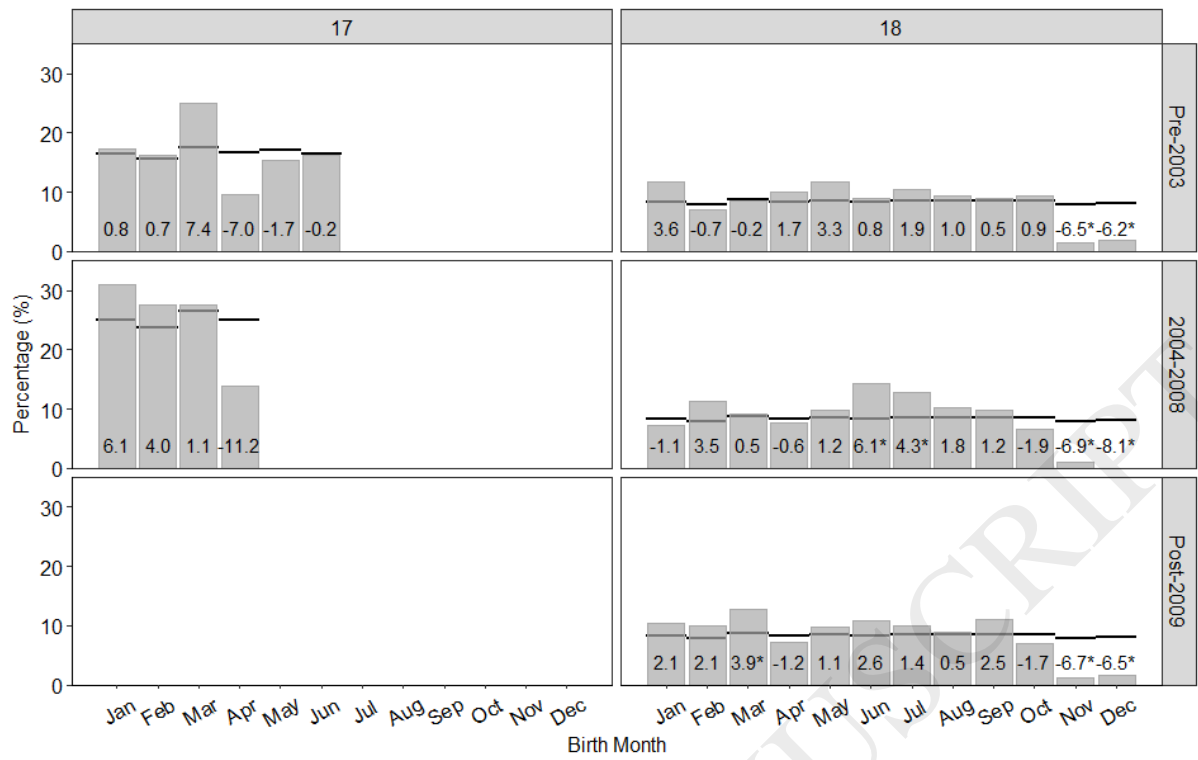 17 18
30
20
10
0
0.8 0.7 7.4 -7.0 -1.7 -0.2
3.6 -0.7 -0.2 1.7 3.3 0.8 1.9 1.0 0.5 0.9 -6.5* -6.2*
Pre-2003
Percentage (%)
30
20
10
0
6.1 4.0 1.1 -11.2
-1.1 3.5 0.5 -0.6 1.2 6.1* 4.3* 1.8 1.2 -1.9 -6.9* -8.1*
2004-2008
30
20
10
0
2.1 2.1 3.9* -1.2 1.1 2.6 1.4 0.5 2.5 -1.7 -6.7* -6.5*
Post-2009
Jan Feb Mar Apr May Jun Jul Aug Sep Oct Nov Dec
Jan Feb Mar Apr May Jun Jul Aug Sep Oct Nov Dec
Birth Month
USCRIPT